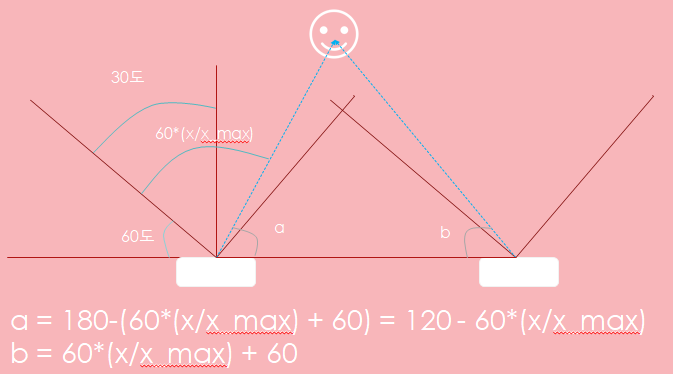 30도
60*(x/x_max)
60도
a
b
a = 180-(60*(x/x_max) + 60) = 120 - 60*(x/x_max)
b = 60*(x/x_max) + 60